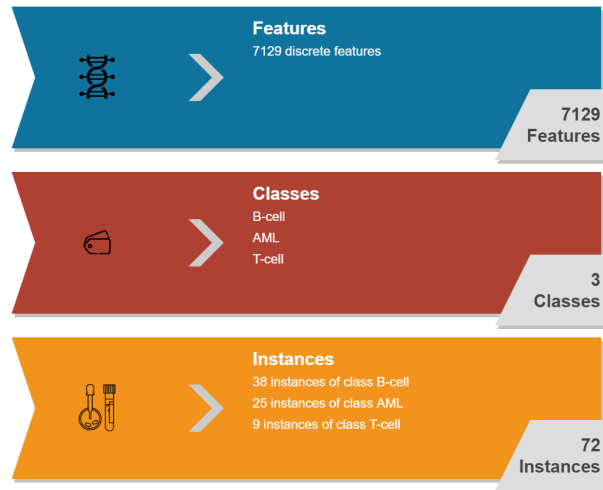 Features
7129 discrete features
7129
Features
Classes
B-cell
AML
T-cell
3
Classes
Instances
38 instances of class B-cell
25 instances of class AML
9 instances of class T-cell
72
Instances